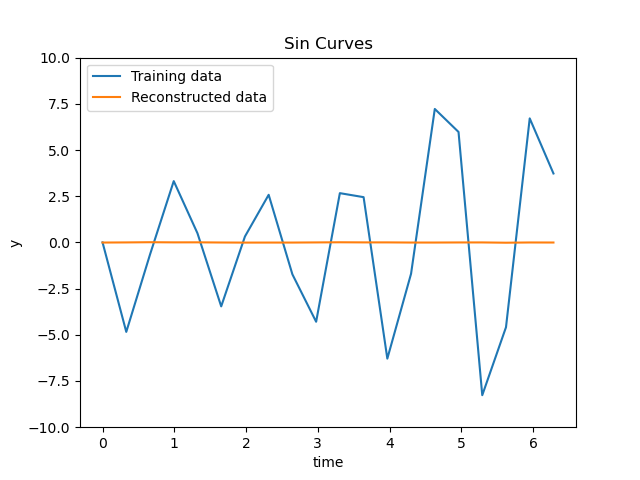 Sin Curves
Training data
Reconstructed data
10.0
7.5
5.0
2.5
0.0
−2.5
−5.0
−7.5
−10.0
y
0 1 2 3 4 5 6
time